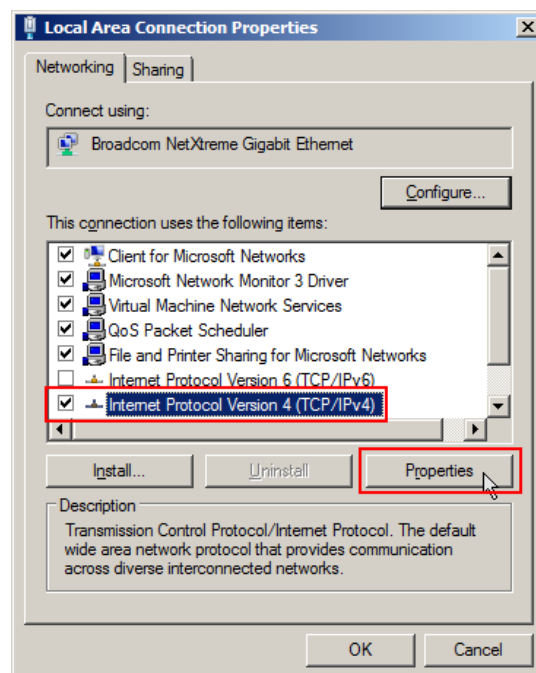 Local Area Connection Properties
Networking Sharing
Connect using:
Broadcom NetXtreme Gigabit Ethernet
Configure...
This connection uses the following items:
Client for Microsoft Networks
Microsoft Network Monitor 3 Driver
Virtual Machine Network Services
QoS Packet Scheduler
File and Printer Sharing for Microsoft Networks
Internet Protocol Version 6 (TCP/IPv6)
Internet Protocol Version 4 (TCP/IPv4)
Install... Uninstall Properties
Description
Transmission Control Protocol/Internet Protocol. The default
wide area network protocol that provides communication
across diverse interconnected networks.
OK Cancel